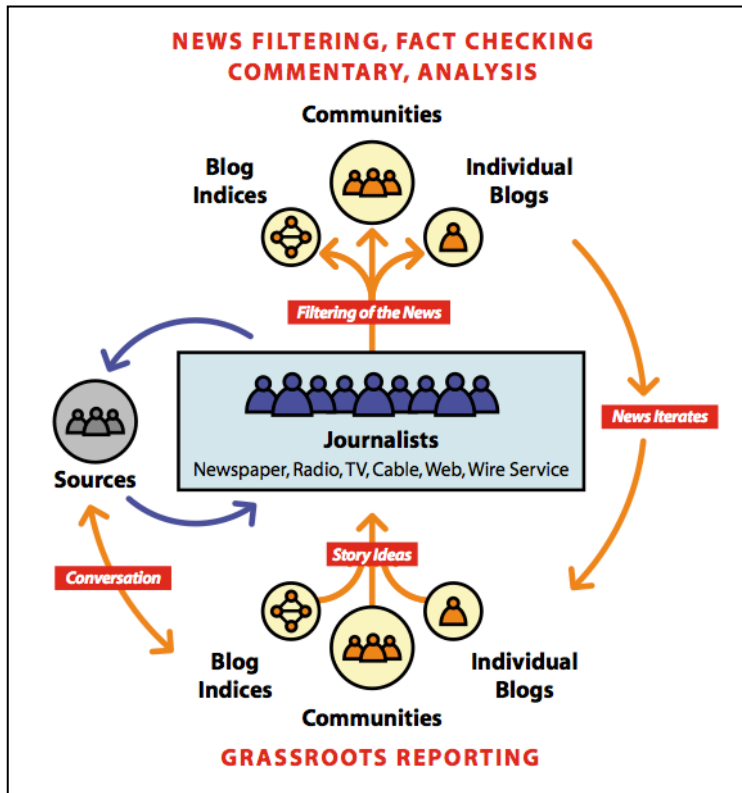 NEWS FILTERING, FACT CHECKING
COMMENTARY, ANALYSIS
Communities
Blog
Indices
Individual
Blogs
Filtering of the News
Journalists
Newspaper, Radio, TV, Cable, Web, Wire Service
Sources
News Iterates
Story Ideas
Conversation
Blog
Indices
Communities
Individual
Blogs
GRASSROOTS REPORTING